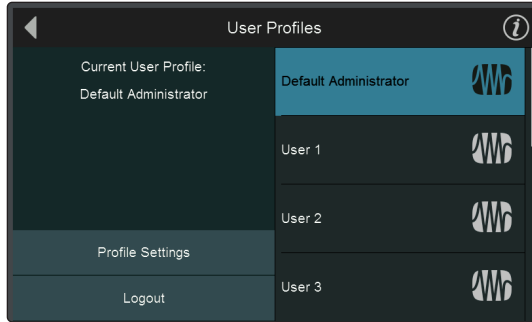 User Profiles
Current User Profile:
Default Administrator
Profile Settings
Logout
Default Administrator
User 1
User 2
User 3